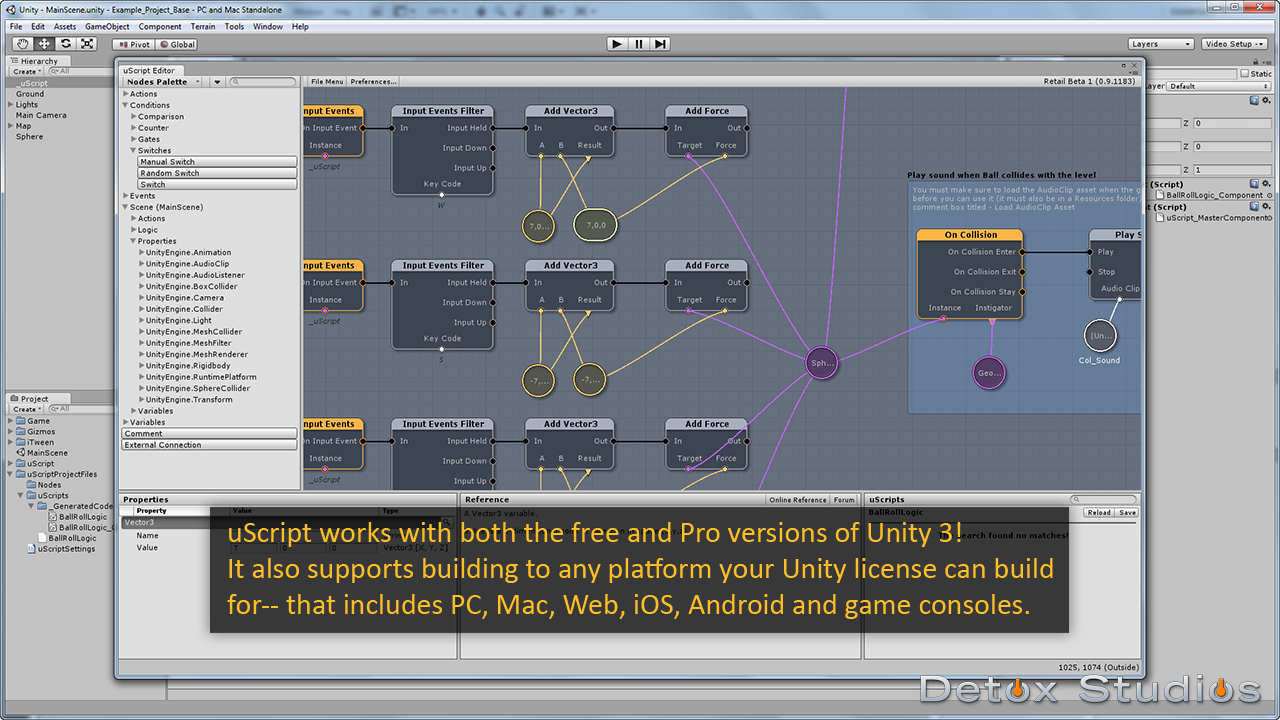 Unity - MainScene.unity - Example_Project_Base - PC and Mac Standalone
File Edit Assets GameObject Component Terrain Tools Window Help
Pivot Global
Layers
Video Setup
Hierarchy
Create All
_uScript
Ground
Lights
Main Camera
Map
Sphere
Static
Default
Z 0
Z 0
Z 1
(Script)
BallRollLogic_Component
(Script)
uScript_MasterComponent
Project
Create All
Game
Gizmos
iTween
MainScene
uScript
uScriptProjectFiles
Nodes
uScripts
_GeneratedCode
BallRollLogic
BallRollLogic_
BallRollLogic
uScriptSettings
uScript Editor
Nodes Palette
File Menu Preferences...
Retail Beta 1 (0.9.1183)
Actions
Conditions
Comparison
Counter
Gates
Switches
Manual Switch
Random Switch
Switch
Events
Scene (MainScene)
Actions
Logic
Properties
UnityEngine.Animation
UnityEngine.AudioClip
UnityEngine.AudioListener
UnityEngine.BoxCollider
UnityEngine.Camera
UnityEngine.Collider
UnityEngine.Light
UnityEngine.MeshCollider
UnityEngine.MeshFilter
UnityEngine.MeshRenderer
UnityEngine.Rigidbody
UnityEngine.RuntimePlatform
UnityEngine.SphereCollider
UnityEngine.Transform
Variables
Variables
Comment
External Connection
nput Events Input Events Filter Add Vector3 Add Force
On Input Event In Input Held In Out In Out
Instance Input Down A B Result Target Force
_uScript Input Up
Key Code
W
7,0... 7,0,0
nput Events Input Events Filter Add Vector3 Add Force
On Input Event In Input Held In Out In Out
Instance Input Down A B Result Target Force
_uScript Input Up
Key Code
S
-7,... -7,...
nput Events Input Events Filter Add Vector3 Add Force
On Input Event In Input Held In Out In Out
Instance Input Down A B Result Target Force
_uScript Input Up
Sph...
Play sound when Ball collides with the level
You must make sure to load the AudioClip asset when the g
before you can use it (it must also be in a Resources folder)
comment box titled - Load AudioClip Asset
On Collision
On Collision Enter
On Collision Exit
On Collision Stay
Instance Instigator
Geo...
Play S
Play
Stop
Audio Clip
(Un...
Col_Sound
Properties
Property Value Type
Vector3
Name
Value 7 0 0 Vector3 [X, Y, Z]
Reference Online Reference Forum
A Vector3 variable.
uScripts
BallRollLogic Reload Save
search found no matches!
uScript works with both the free and Pro versions of Unity 3!
It also supports building to any platform your Unity license can build
for-- that includes PC, Mac, Web, iOS, Android and game consoles.
1025, 1074 (Outside)
Detox Studios